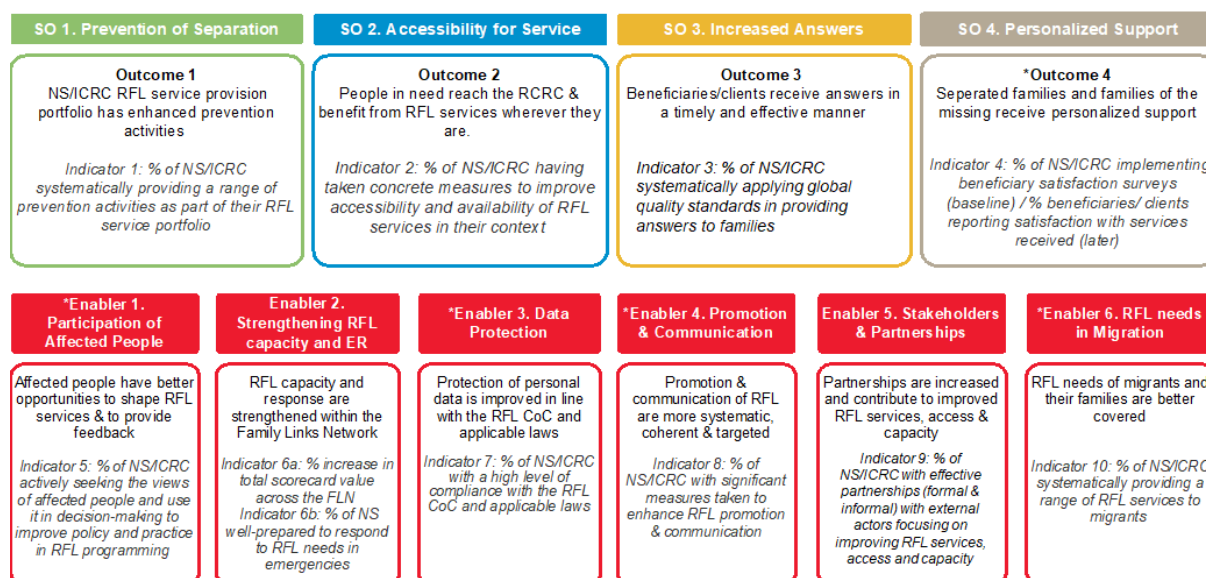 SO 1. Prevention of Separation
Outcome 1
NS/ICRC RFL service provision
portfolio has enhanced prevention
activities
Indicator 1: % of NS/ICRC
systematically providing a range of
prevention activities as part of their RFL
service portfolio
SO 2. Accessibility for Service
Outcome 2
People in need reach the RCRC &
benefit from RFL services wherever they
are.
Indicator 2: % of NS/ICRC having
taken concrete measures to improve
accessibility and availability of RFL
services in their context
SO 3. Increased Answers
Outcome 3
Beneficiaries/clients receive answers in
a timely and effective manner
Indicator 3: % of NS/ICRC
systematically applying global
quality standards in providing
answers to families
SO 4. Personalized Support
*Outcome 4
Seperated families and families of the
missing receive personalized support
Indicator 4: % of NS/ICRC implementing
beneficiary satisfaction surveys
(baseline) / % beneficiaries/ clients
reporting satisfaction with services
received (later)
*Enabler 1.
Participation of
Affected People
Affected people have better
opportunities to shape RFL
services & to provide
feedback
Indicator 5: % of NS/ICRC
actively seeking the views
of affected people and use
it in decision-making to
improve policy and practice
in RFL programming
Enabler 2.
Strengthening RFL
capacity and ER
RFL capacity and
response are
strengthened within the
Family Links Network
Indicator 6a: % increase in
total scorecard value
across the FLN
Indicator 6b: % of NS
well-prepared to respond
to RFL needs in
emergencies
*Enabler 3. Data
Protection
Protection of personal
data is improved in line
with the RFL CoC and
applicable laws
Indicator 7: % of NS/ICRC
with a high level of
compliance with the RFL
CoC and applicable laws
*Enabler 4. Promotion
& Communication
Promotion &
communication of RFL
are more systematic,
coherent & targeted
Indicator 8: % of
NS/ICRC with significant
measures taken to
enhance RFL promotion
& communication
Enabler 5. Stakeholders
& Partnerships
Partnerships are increased
and contribute to improved
RFL services, access &
capacity
Indicator 9: % of
NS/ICRC with effective
partnerships (formal &
informal) with external
actors focusing on
improving RFL services,
access and capacity
*Enabler 6. RFL needs
in Migration
RFL needs of migrants and
their families are better
covered
Indicator 10: % of NS/ICRC
systematically providing a
range of RFL services to
migrants